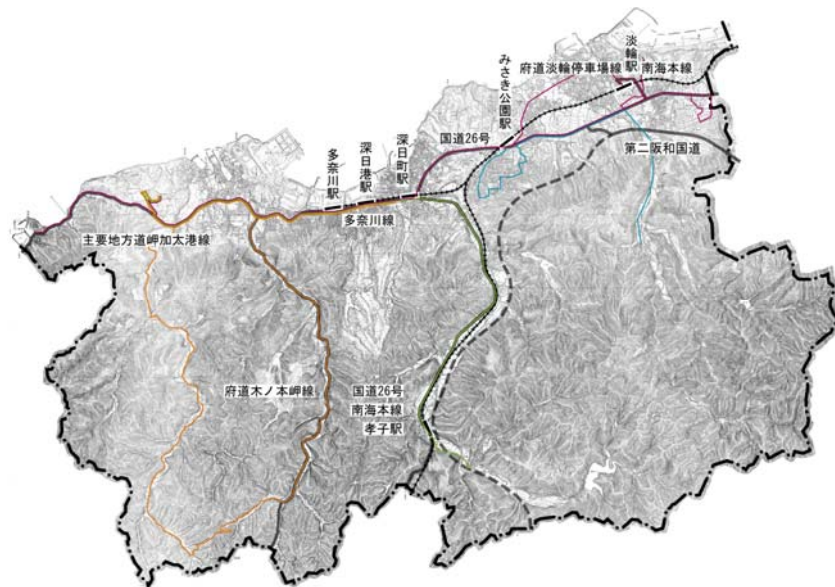 淡輪駅
府道淡輪停車場線
南海本線
みさき公園駅
国道26号
第二阪和国道
深日町駅
深日港駅
多奈川駅
多奈川線
主要地方道岬加太港線
府道木ノ本岬線
国道26号
南海本線
孝子駅